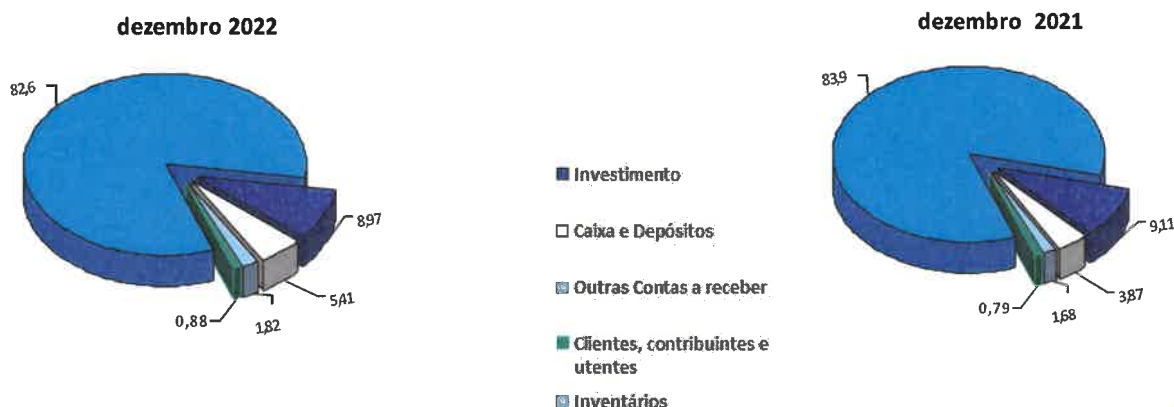 dezembro 2022
82,6
8,97
5,41
1,82
0,88
Investimento
Caixa e Depósitos
Outras Contas a receber
Clientes, contribuintes e
utentes
Inventários
dezembro 2021
83,9
9,11
3,87
1,68
0,79